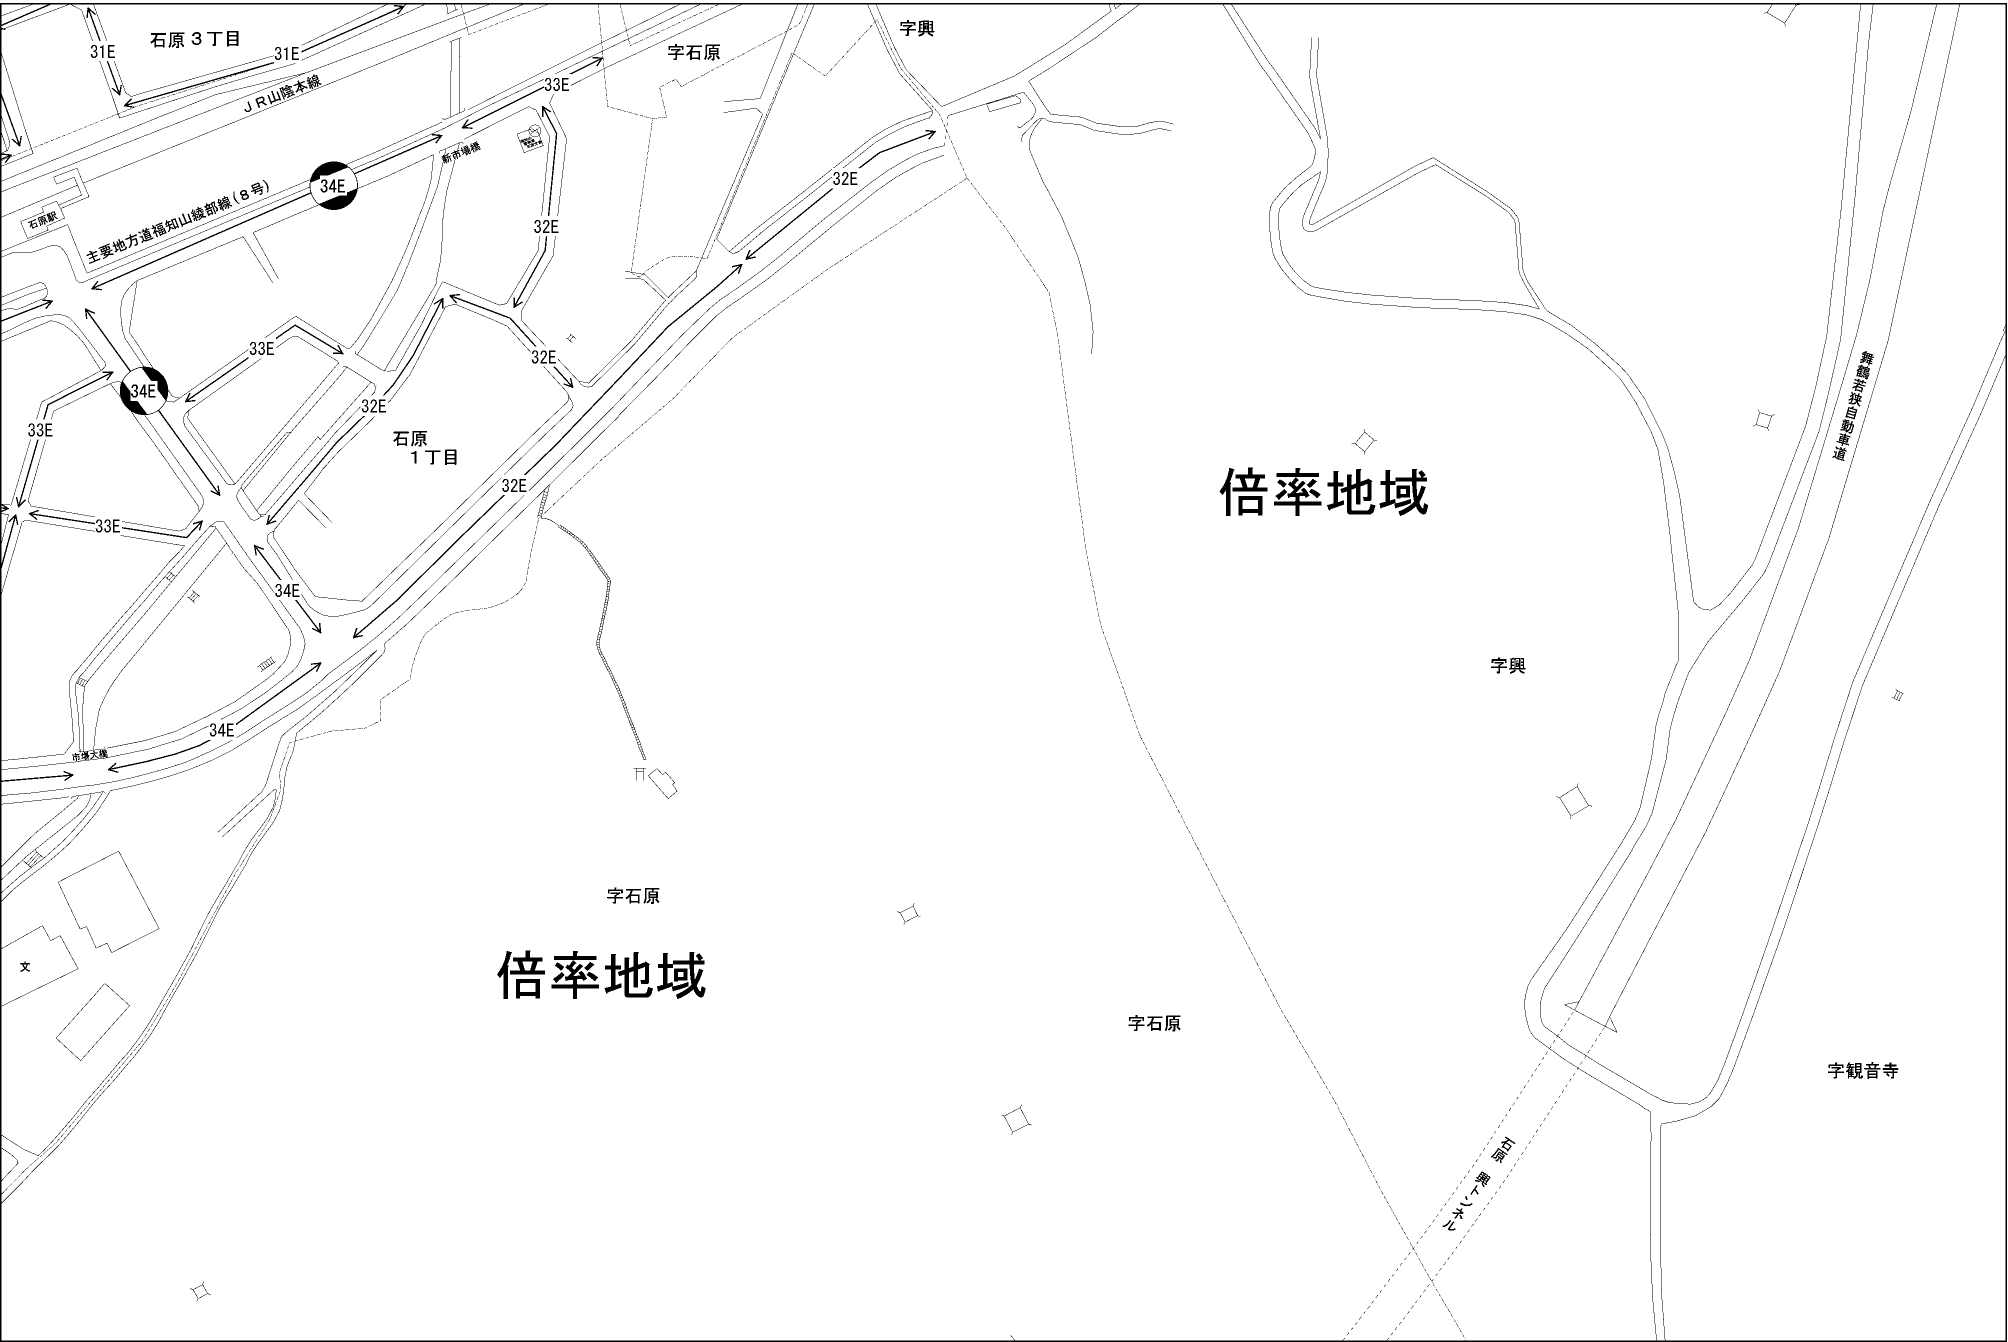 字興
石原３丁目
31E
31E
字石原
ＪＲ山陰本線
33E
新市場橋
32E
34E
主要地方道福知山綾部線(８号)
石原駅
32E
33E
32E
34E
32E
33E
石原
１丁目
舞鶴若狭自動車道
32E
倍率地域
33E
34E
字興
34E
市場大橋
字石原
倍率地域
文
字石原
字観音寺
石原　興トンネル